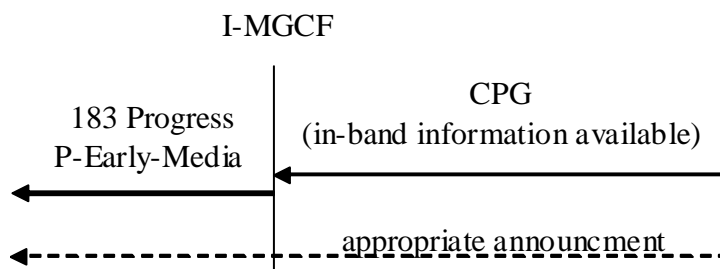 I-MGCF
183 Progress
P-Early-Media
CPG
(in-band information available)
appropriate announcment